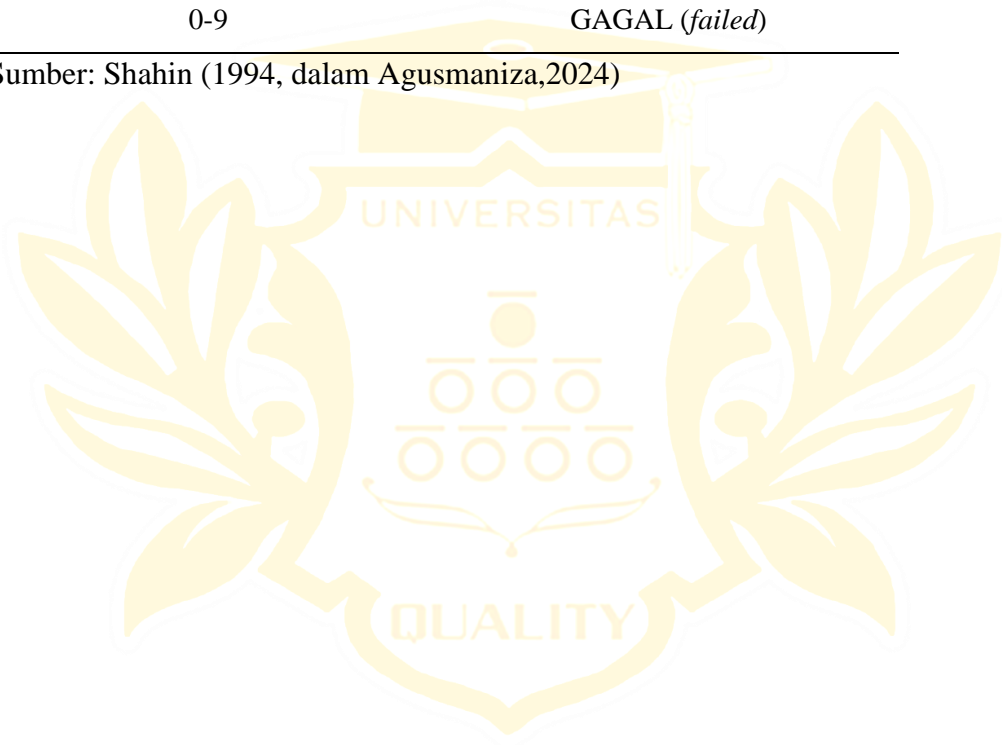 0-9 GAGAL (failed)
Sumber: Shahin (1994, dalam Agusmaniza,2024)
UNIVERSITAS
QUALITY